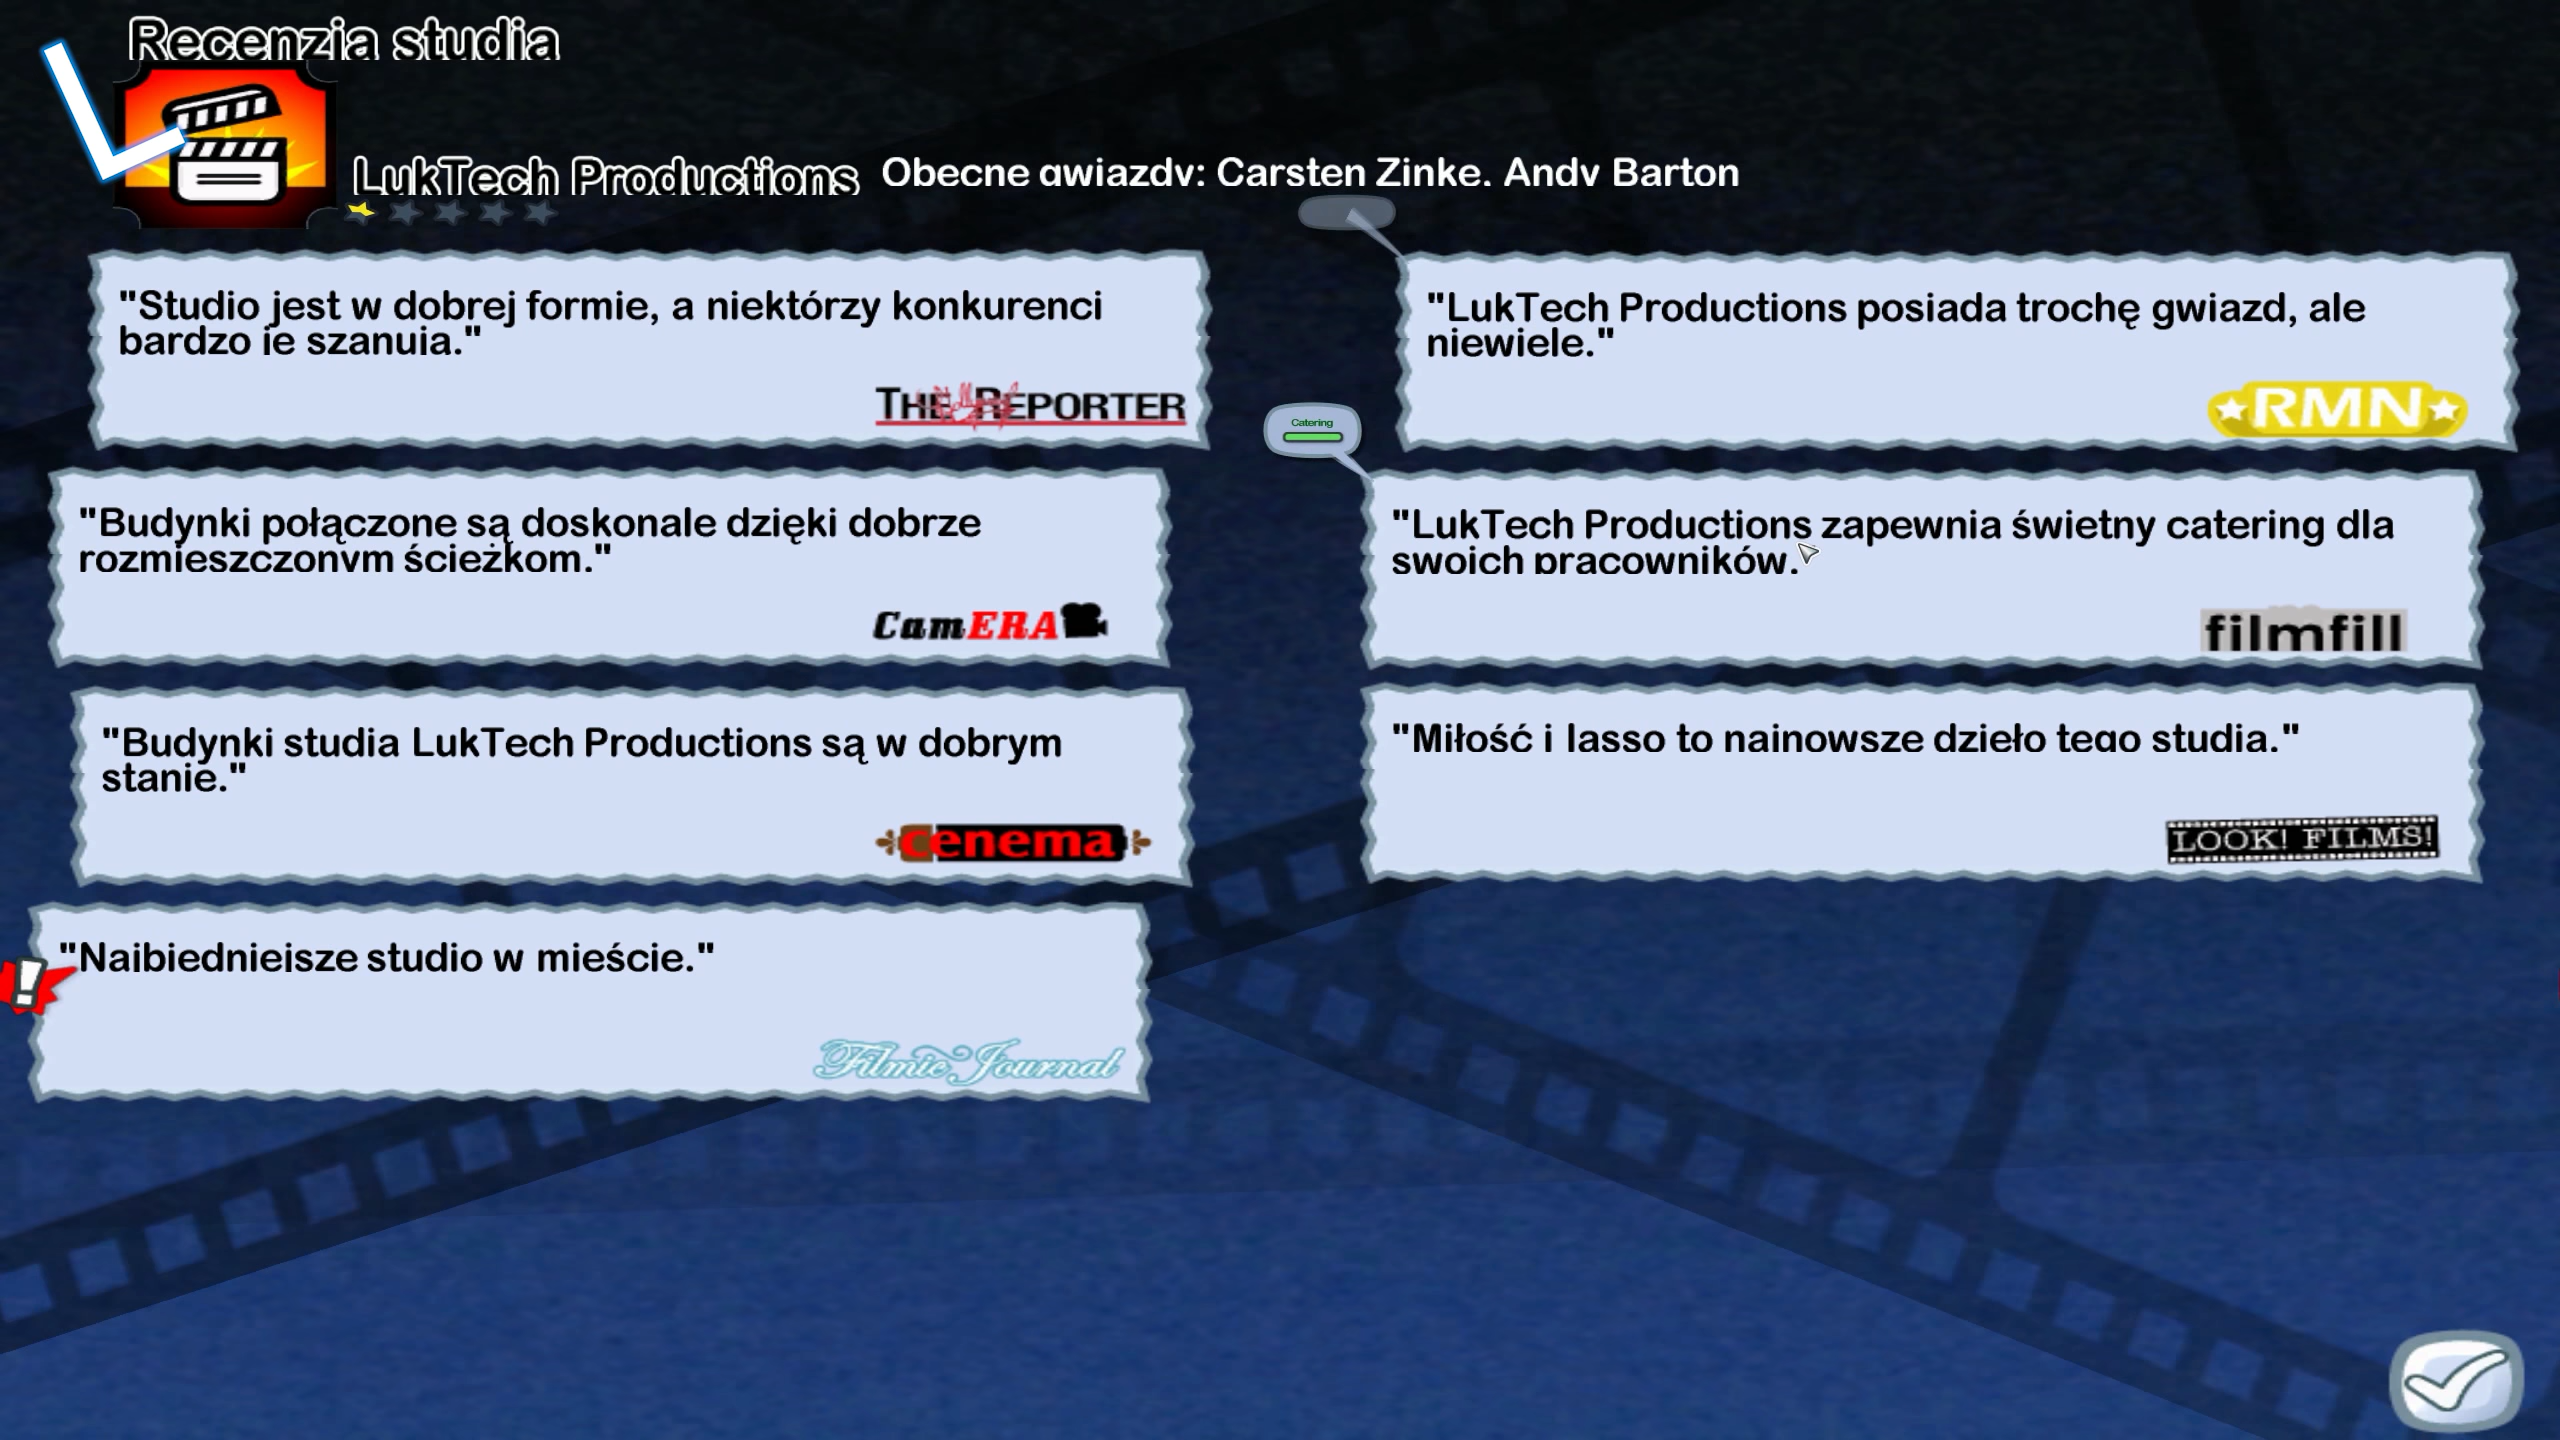 Recenzja studia
LukTech Productions
Obecne gwiazdy: Carsten Zinke, Andy Barton
"Studio jest w dobrej formie, a niektórzy konkurenci
bardzo je szanują."
THE Hollywood REPORTER
"LukTech Productions posiada trochę gwiazd, ale
niewiele."
RMN
"Budynki połączone są doskonale dzięki dobrze
rozmieszczonym ścieżkom."
CamERA
Catering
"LukTech Productions zapewnia świetny catering dla
swoich pracowników."
filmfill
"Budynki studia LukTech Productions są w dobrym
stanie."
cenema
"Miłość i lasso to najnowsze dzieło tego studia."
LOOK! FILMS!
"Najbiedniejsze studio w mieście."
Filmic Journal